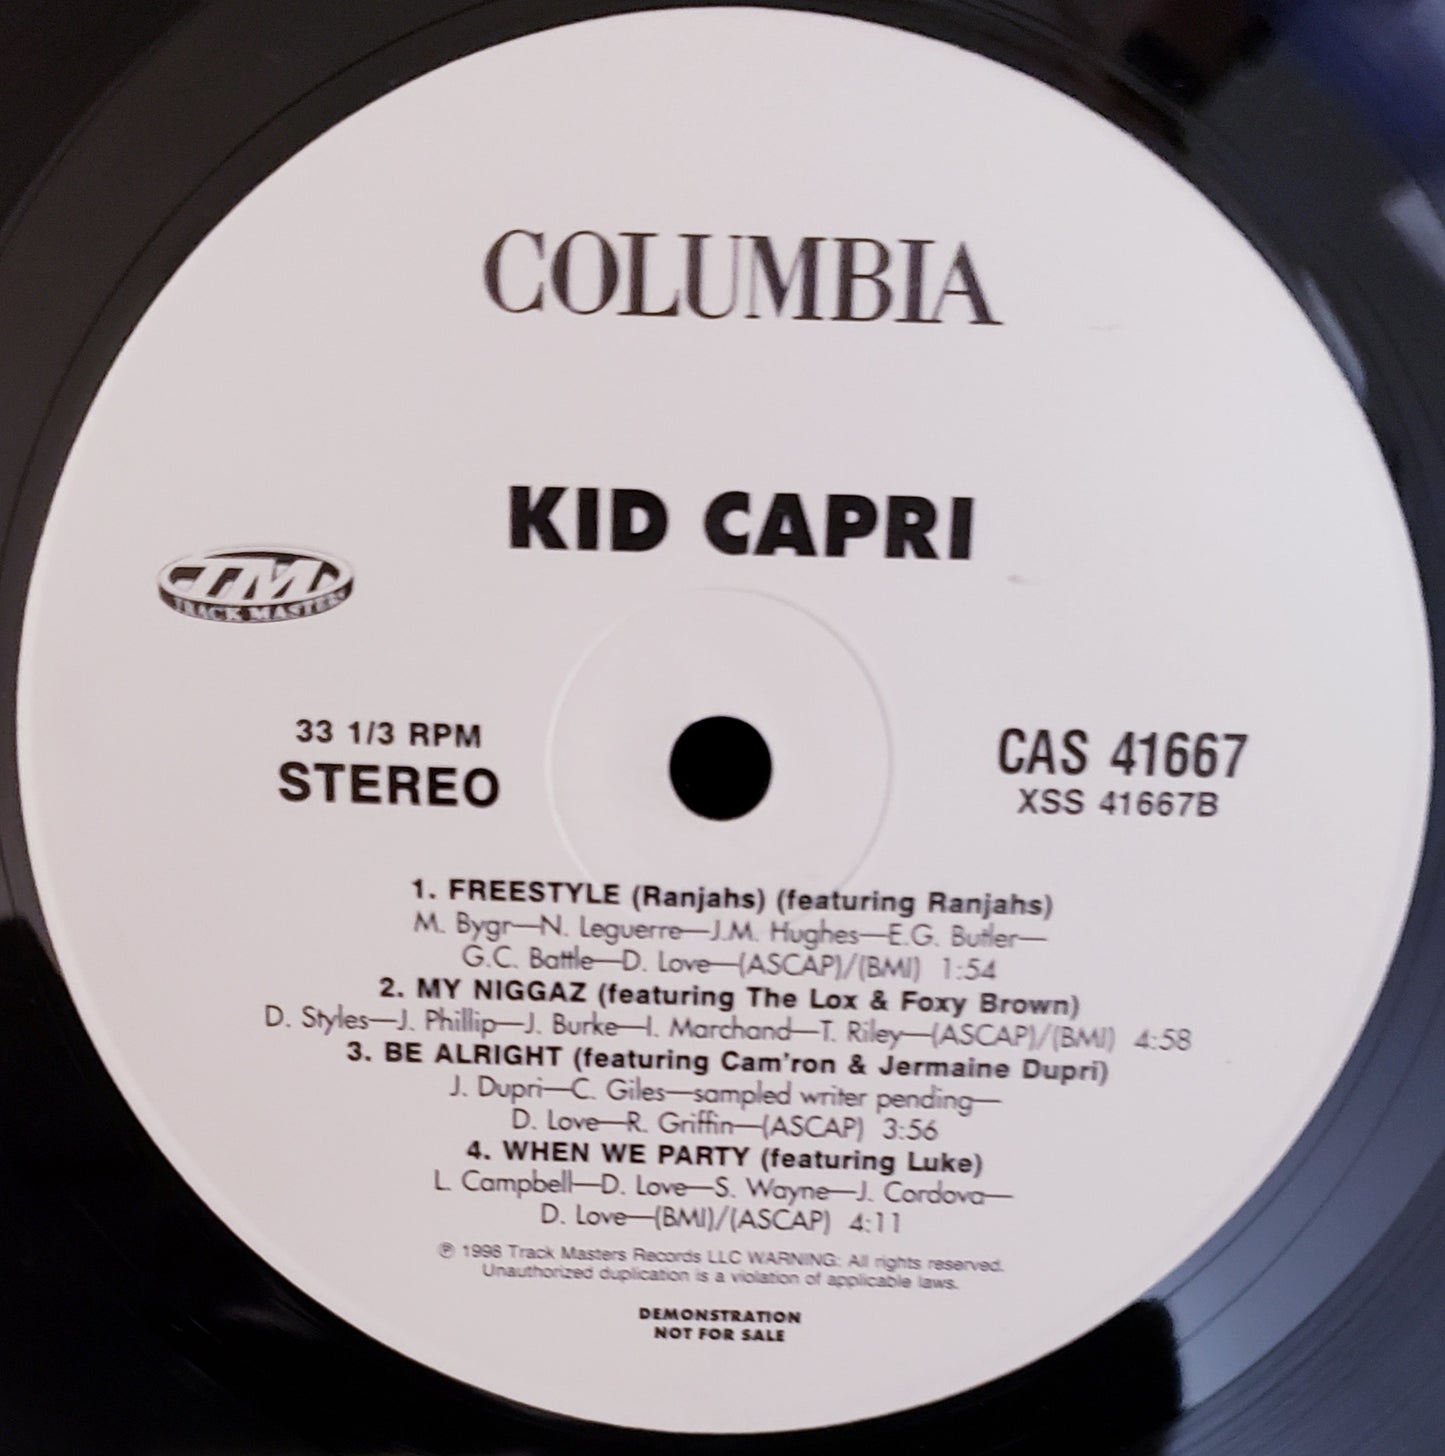 COLUMBIA
KID CAPRI
TM
TRACK MASTERS
33 1/3 RPM
STEREO
CAS 41667
XSS 41667B
1. FREESTYLE (Ranjahs) (featuring Ranjahs)
M. Bygr—N. Leguerre—J.M. Hughes—E.G. Butler—
G.C. Battle—D. Love—(ASCAP)/(BMI) 1:54
2. MY NIGGAZ (featuring The Lox & Foxy Brown)
D. Styles—J. Phillip—J. Burke—I. Marchand—T. Riley—(ASCAP)/(BMI) 4:58
3. BE ALRIGHT (featuring Cam'ron & Jermaine Dupri)
J. Dupri—C. Giles—sampled writer pending—
D. Love—R. Griffin—(ASCAP) 3:56
4. WHEN WE PARTY (featuring Luke)
L. Campbell—D. Love—S. Wayne—J. Cordova—
D. Love—(BMI)/(ASCAP) 4:11
℗ 1998 Track Masters Records LLC WARNING: All rights reserved.
Unauthorized duplication is a violation of applicable laws.
DEMONSTRATION
NOT FOR SALE